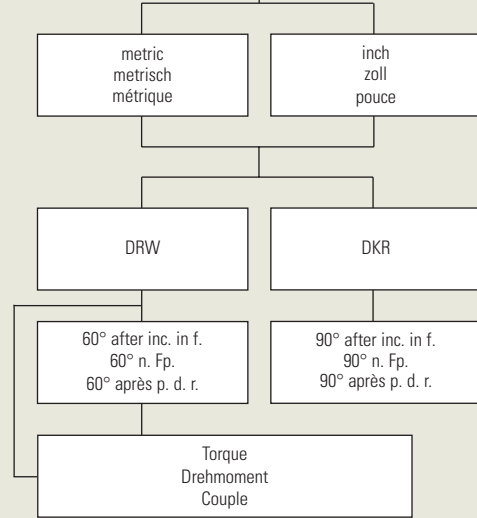 metric
metrisch
métrique
inch
zoll
pouce
DRW
DKR
60° after inc. in f.
60° n. Fp.
60° après p. d. r.
90° after inc. in f.
90° n. Fp.
90° après p. d. r.
Torque
Drehmoment
Couple